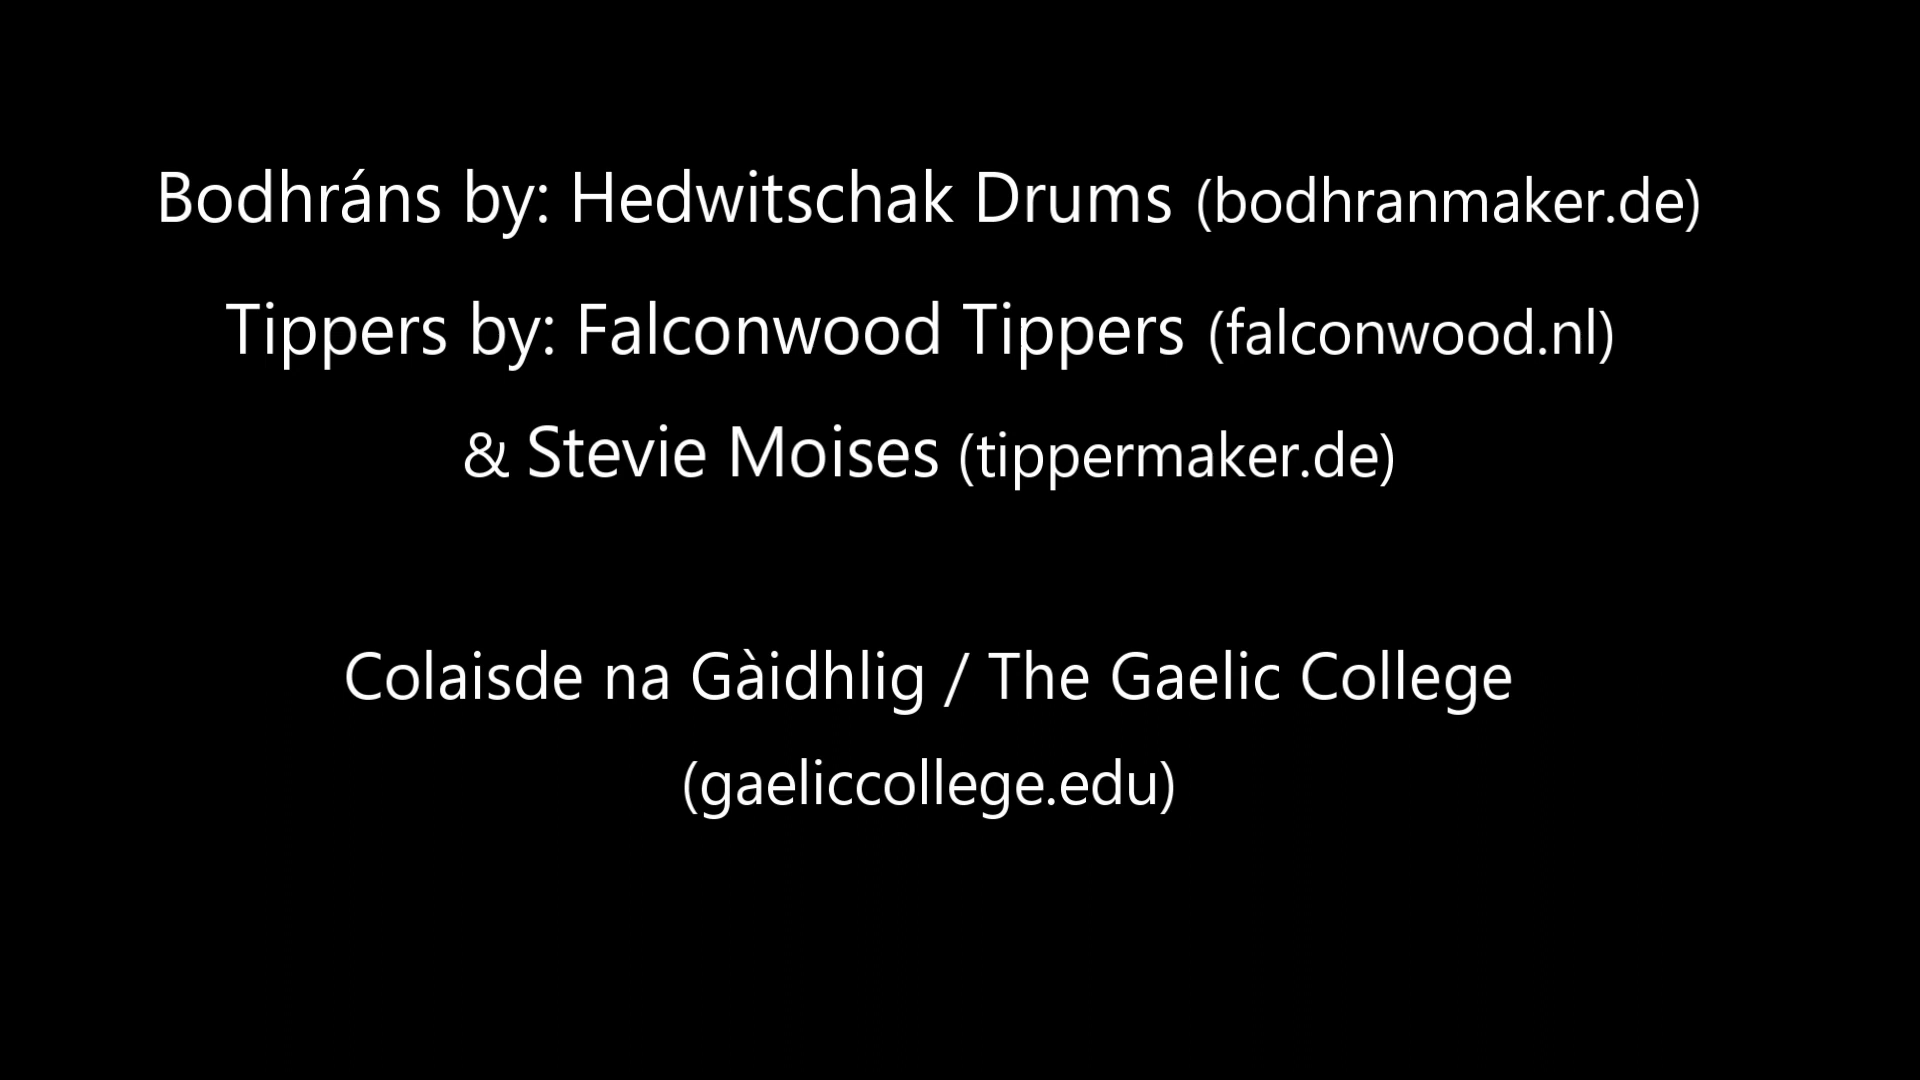 Bodhráns by: Hedwitschak Drums (bodhranmaker.de)
Tippers by: Falconwood Tippers (falconwood.nl)
& Stevie Moises (tippermaker.de)
Colaisde na Gàidhlig / The Gaelic College
(gaeliccollege.edu)